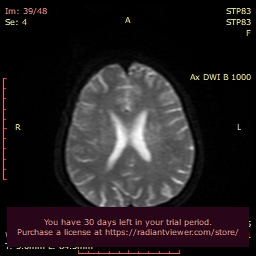 Im: 39/48
Se: 4
A
STP83
STP83
F
Ax DWI B 1000
R
L
You have 30 days left in your trial period.
Purchase a license at https://radiantviewer.com/store/